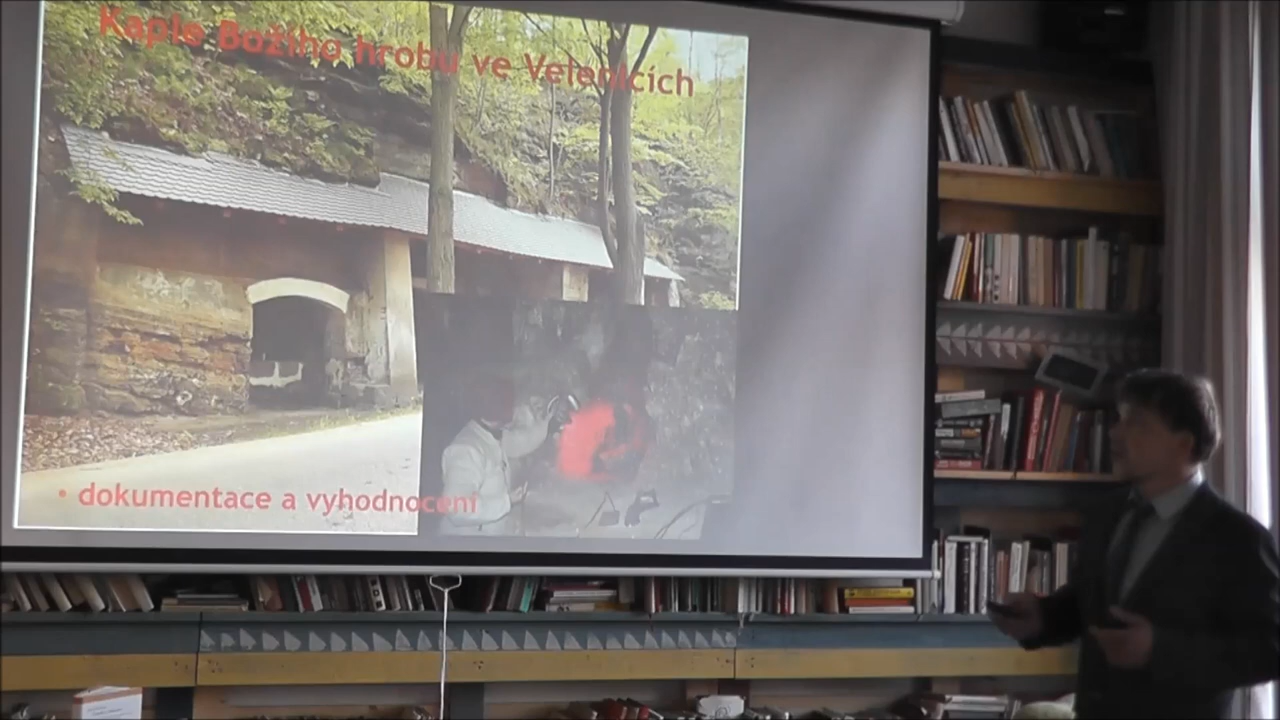 Kaple Božího hrobu ve Velenicích
• dokumentace a vyhodnocení